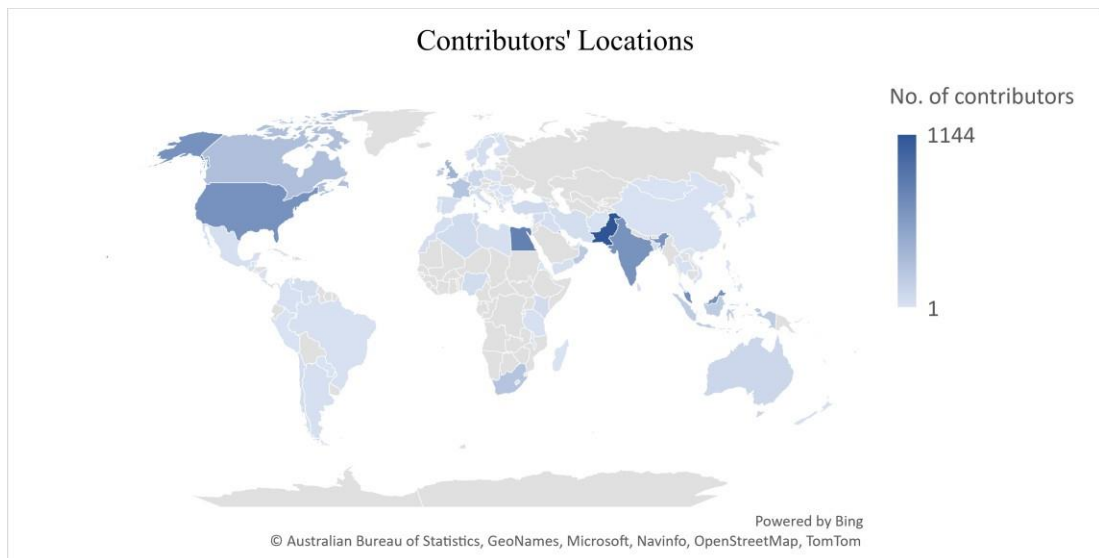 Contributors' Locations
No. of contributors
1144
1
Powered by Bing
© Australian Bureau of Statistics, GeoNames, Microsoft, Navinfo, OpenStreetMap, TomTom